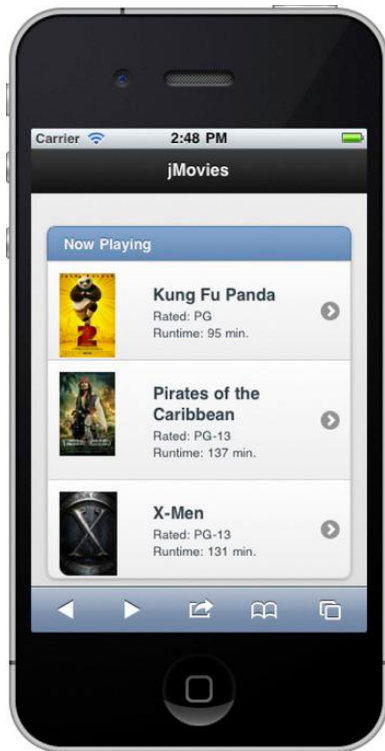 Carrier
2:48 PM
jMovies
Now Playing
Kung Fu Panda
Rated: PG
Runtime: 95 min.
2
Pirates of the
Caribbean
Rated: PG-13
Runtime: 137 min.
X-Men
Rated: PG-13
Runtime: 131 min.